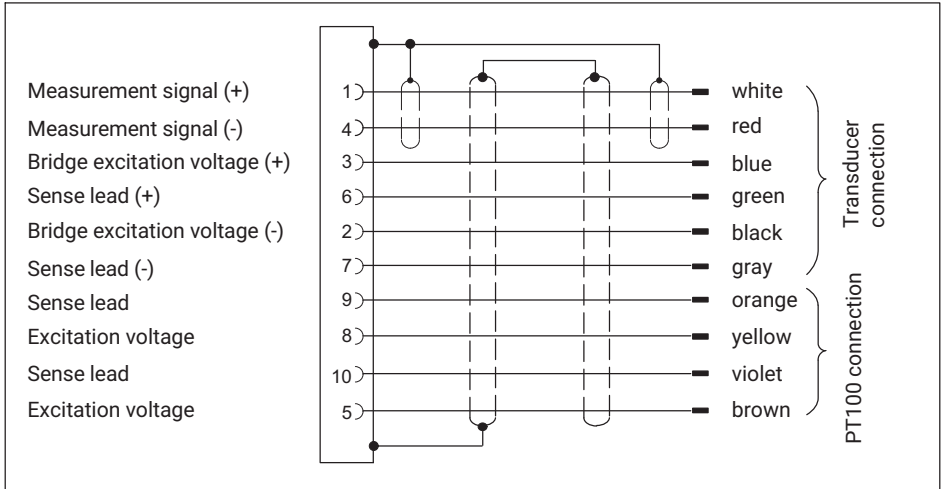 Measurement signal (+) 1 white
Measurement signal (-) 4 red
Bridge excitation voltage (+) 3 blue
Sense lead (+) 6 green
Bridge excitation voltage (-) 2 black
Sense lead (-) 7 gray
Sense lead 9 orange
Excitation voltage 8 yellow
Sense lead 10 violet
Excitation voltage 5 brown
Transducer
connection
PT100 connection